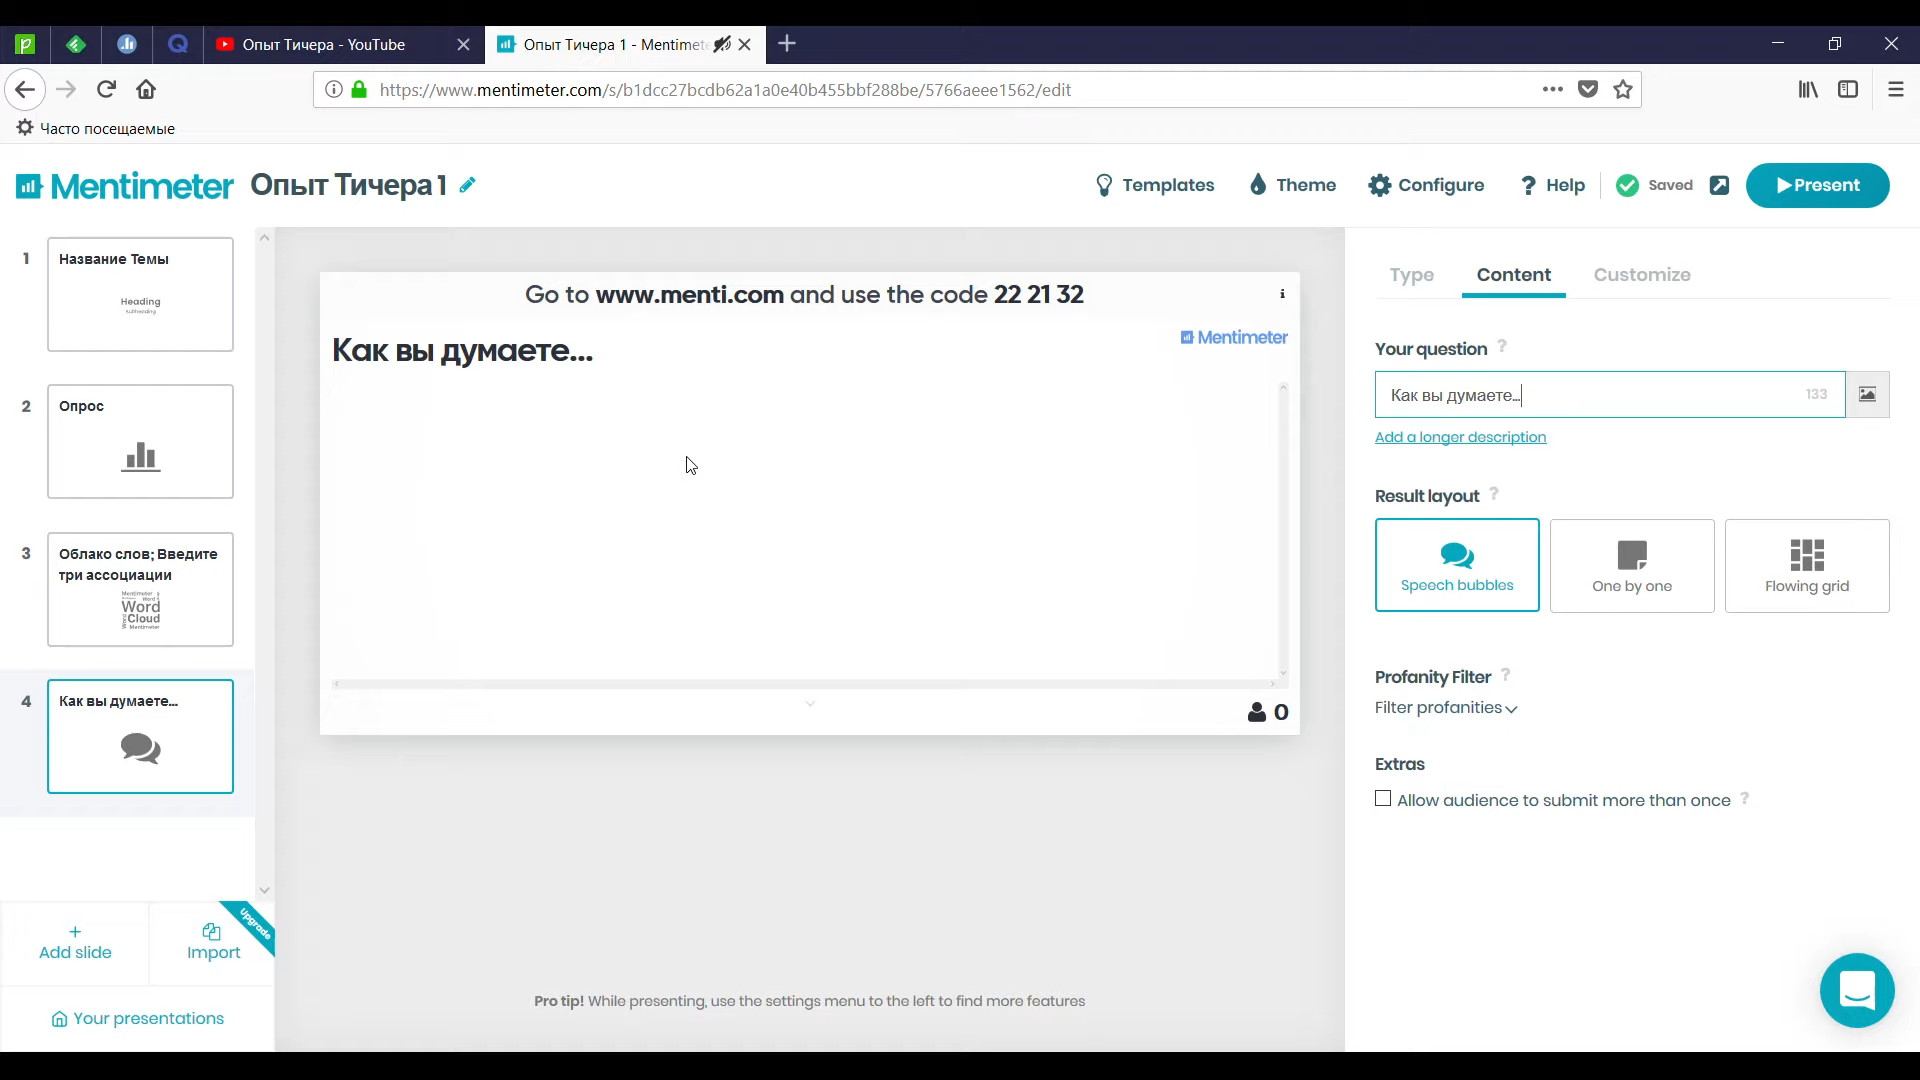 Опыт Тичера - YouTube
Опыт Тичера 1 - Mentimete
https://www.mentimeter.com/s/b1dcc27bcdb62a1a0e40b455bbf288be/5766aeee1562/edit
Часто посещаемые
Mentimeter
Опыт Тичера 1
Templates
Theme
Configure
? Help
Saved
Present
1
Название Темы
Heading
Subheading
2
Опрос
3
Облако слов; Введите
три ассоциации
Mentimeter
Word
Word
Cloud
Mentimeter
4
Как вы думаете...
+
Add slide
Import
Upgrade
Your presentations
Go to www.menti.com and use the code 22 21 32
Mentimeter
Как вы думаете...
0
Pro tip! While presenting, use the settings menu to the left to find more features
Type
Content
Customize
Your question ?
Как вы думаете...
133
Add a longer description
Result layout ?
Speech bubbles
One by one
Flowing grid
Profanity Filter ?
Filter profanities
Extras
Allow audience to submit more than once ?